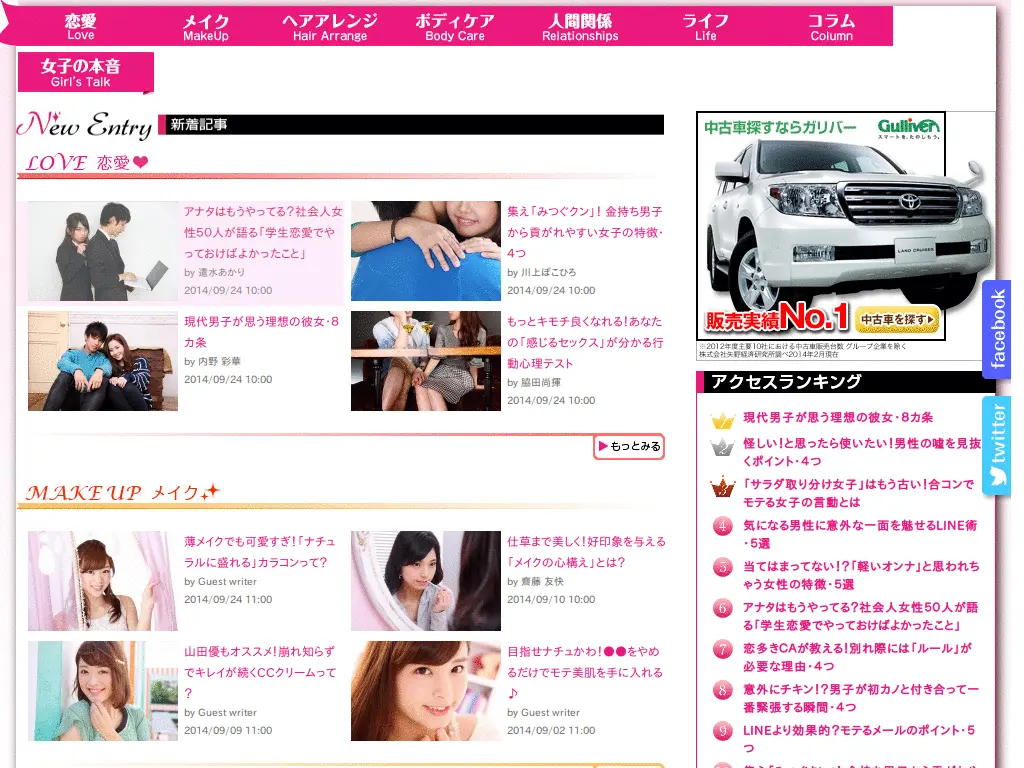 恋愛
Love
メイク
MakeUp
ヘアアレンジ
Hair Arrange
ボディケア
Body Care
人間関係
Relationships
ライフ
Life
コラム
Column
女子の本音
Girl's Talk
New Entry 新着記事
LOVE 恋愛❤
アナタはもうやってる?社会人女
性50人が語る「学生恋愛でや
っておけばよかったこと」
by 遣水あかり
2014/09/24 10:00
集え「みつぐクン」! 金持ち男子
から貢がれやすい女子の特徴・
4つ
by 川上ぽこひろ
2014/09/24 10:00
現代男子が思う理想の彼女・8
カ条
by 内野 彩華
2014/09/24 10:00
もっとキモチ良くなれる!あなた
の「感じるセックス」が分かる行
動心理テスト
by 脇田尚揮
2014/09/24 10:00
▶もっとみる
MAKE UP メイク
薄メイクでも可愛すぎ!「ナチュ
ラルに盛れる」カラコンって?
by Guest writer
2014/09/24 11:00
仕草まで美しく!好印象を与える
「メイクの心構え」とは?
by 齋藤 友快
2014/09/10 10:00
山田優もオススメ!崩れ知らず
でキレイが続くCCクリームって
?
by Guest writer
2014/09/09 11:00
目指せナチュかわ!●●をやめ
るだけでモテ美肌を手に入れる
♪
by Guest writer
2014/09/02 11:00
中古車探すならガリバー
Gulliver
スマートを、たのしもう。
LAND CRUISER
販売実績No.1
中古車を探す▶
※2012年度主要10社における中古車販売台数 グループ企業を除く
株式会社矢野経済研究所調べ2014年2月現在
アクセスランキング
1 現代男子が思う理想の彼女・8カ条
2 怪しい!と思ったら使いたい!男性の嘘を見抜
くポイント・4つ
3 「サラダ取り分け女子」はもう古い!合コンで
モテる女子の言動とは
4 気になる男性に意外な一面を魅せるLINE術
・5選
5 当てはまってない!?「軽いオンナ」と思われち
ゃう女性の特徴・5選
6 アナタはもうやってる?社会人女性50人が語
る「学生恋愛でやっておけばよかったこと」
7 恋多きCAが教える!別れ際には「ルール」が
必要な理由・4つ
8 意外にチキン!?男子が初カノと付き合って一
番緊張する瞬間・4つ
9 LINEより効果的?モテるメールのポイント・5
つ
facebook
twitter